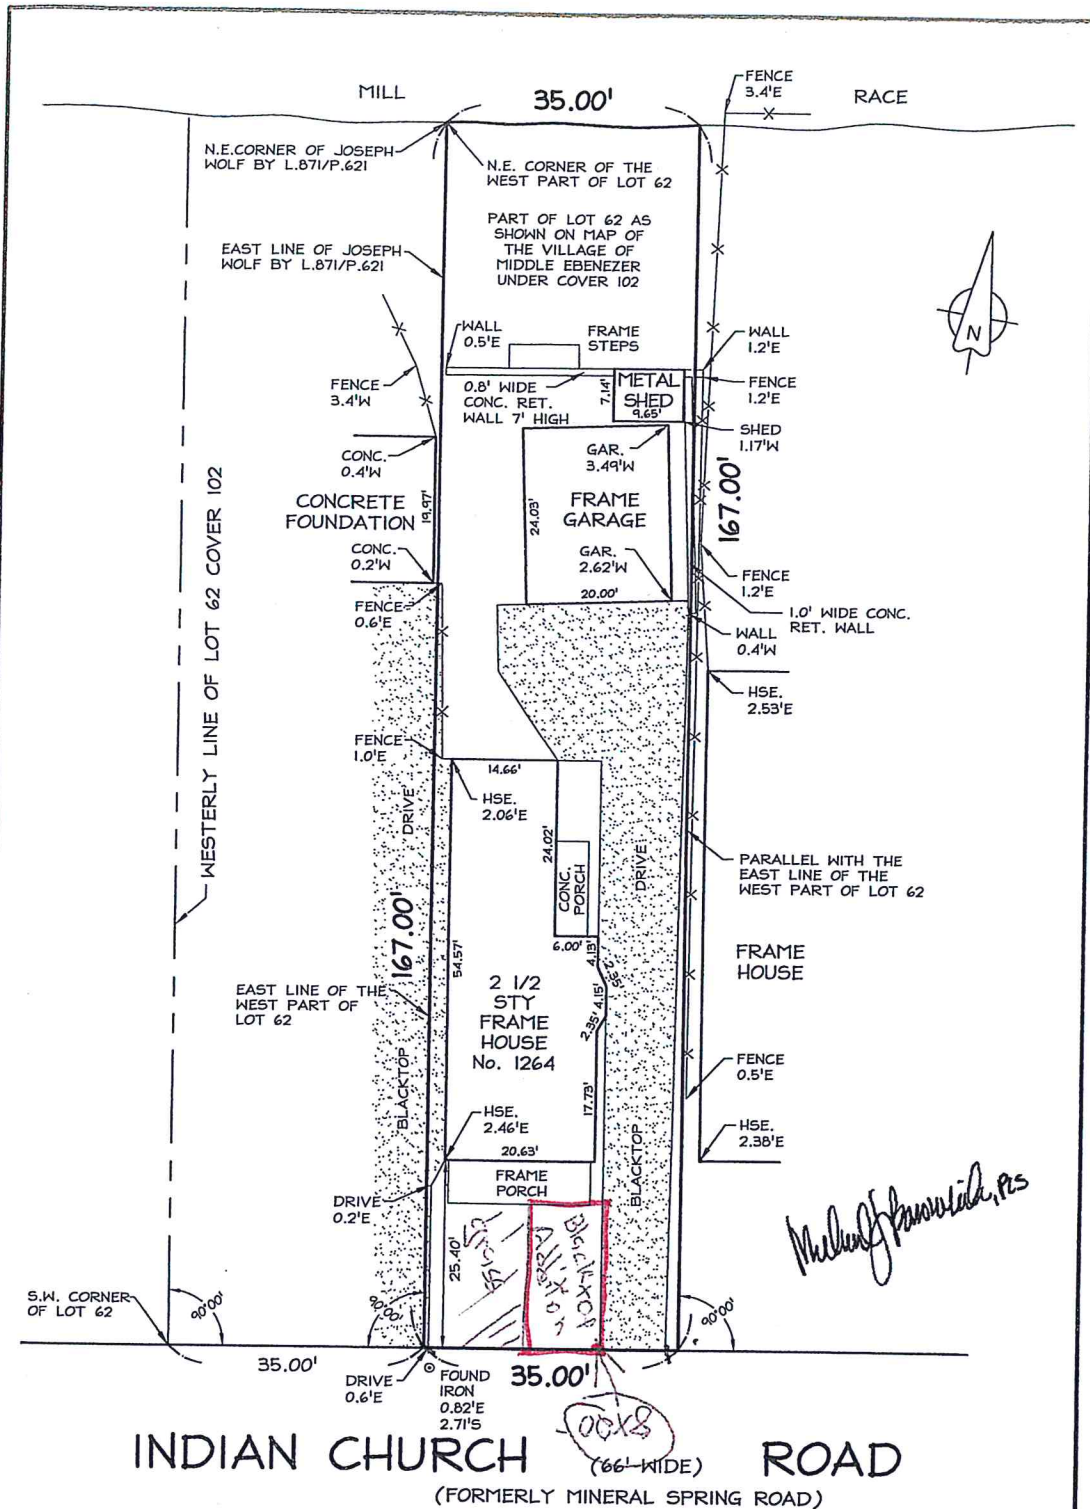 MILL
35.00'
RACE
FENCE
3.4'E
N.E.CORNER OF JOSEPH
WOLF BY L.871/P.621
N.E. CORNER OF THE
WEST PART OF LOT 62
PART OF LOT 62 AS
SHOWN ON MAP OF
THE VILLAGE OF
MIDDLE EBENEZER
UNDER COVER 102
EAST LINE OF JOSEPH
WOLF BY L.871/P.621
N
WALL
0.5'E
FRAME
STEPS
WALL
1.2'E
FENCE
3.4'W
0.8' WIDE
CONC. RET.
WALL 7' HIGH
7.14'
METAL
SHED
9.65'
FENCE
1.2'E
SHED
1.17'W
CONC.
0.4'W
GAR.
3.49'W
WESTERLY LINE OF LOT 62 COVER 102
CONCRETE
FOUNDATION
19.97'
24.03'
FRAME
GARAGE
167.00'
CONC.
0.2'W
GAR.
2.62'W
20.00'
FENCE
1.2'E
FENCE
0.6'E
1.0' WIDE CONC.
RET. WALL
WALL
0.4'W
HSE.
2.53'E
FENCE
1.0'E
14.66'
HSE.
2.06'E
DRIVE
24.02'
CONC.
PORCH
DRIVE
PARALLEL WITH THE
EAST LINE OF THE
WEST PART OF LOT 62
167.00'
54.57'
6.00'
4.13'
2.35'
4.15'
2.35'
FRAME
HOUSE
EAST LINE OF THE
WEST PART OF
LOT 62
2 1/2
STY
FRAME
HOUSE
No. 1264
BLACKTOP
17.73'
FENCE
0.5'E
HSE.
2.46'E
20.63'
HSE.
2.38'E
FRAME
PORCH
BLACKTOP
DRIVE
0.2'E
25.40'
Grass
Blacktop
Addition
S.W. CORNER
OF LOT 62
90°00'
90°00'
90°00'
35.00'
DRIVE
0.6'E
FOUND
IRON
0.82'E
2.71'S
35.00'
8x20
INDIAN CHURCH (66'-WIDE) ROAD
(FORMERLY MINERAL SPRING ROAD)